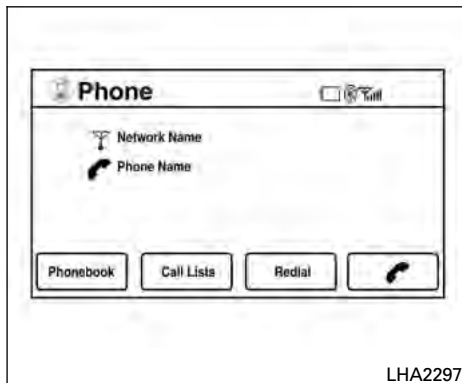 Phone
Network Name
Phone Name
Phonebook
Call Lists
Redial
LHA2297